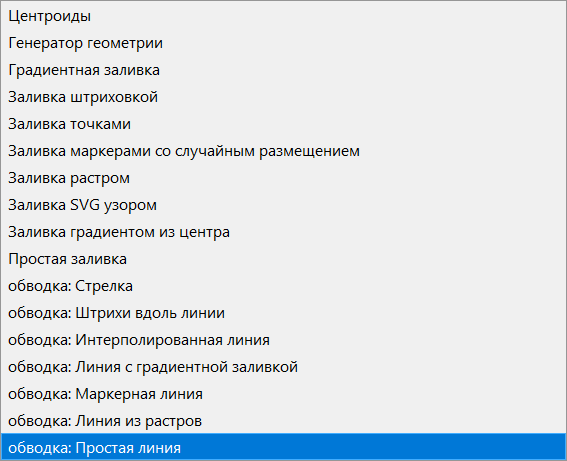 Центроиды
Генератор геометрии
Градиентная заливка
Заливка штриховкой
Заливка точками
Заливка маркерами со случайным размещением
Заливка растром
Заливка SVG узором
Заливка градиентом из центра
Простая заливка
обводка: Стрелка
обводка: Штрихи вдоль линии
обводка: Интерполированная линия
обводка: Линия с градиентной заливкой
обводка: Маркерная линия
обводка: Линия из растров
обводка: Простая линия